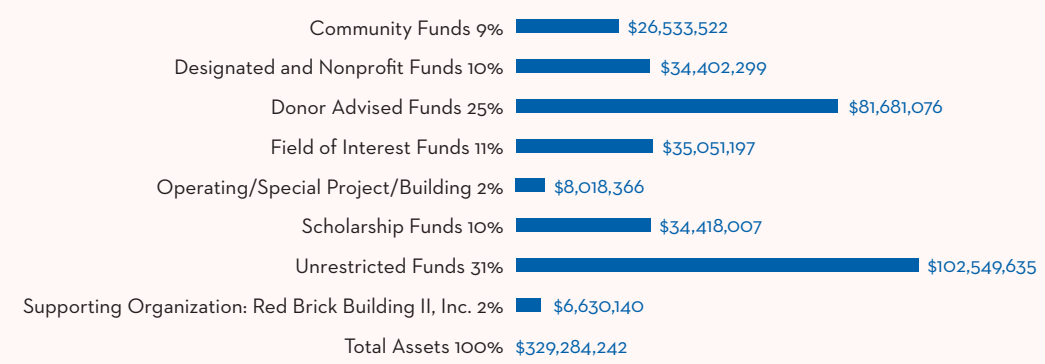 Community Funds 9% $26,533,522
Designated and Nonprofit Funds 10% $34,402,299
Donor Advised Funds 25% $81,681,076
Field of Interest Funds 11% $35,051,197
Operating/Special Project/Building 2% $8,018,366
Scholarship Funds 10% $34,418,007
Unrestricted Funds 31% $102,549,635
Supporting Organization: Red Brick Building II, Inc. 2% $6,630,140
Total Assets 100% $329,284,242